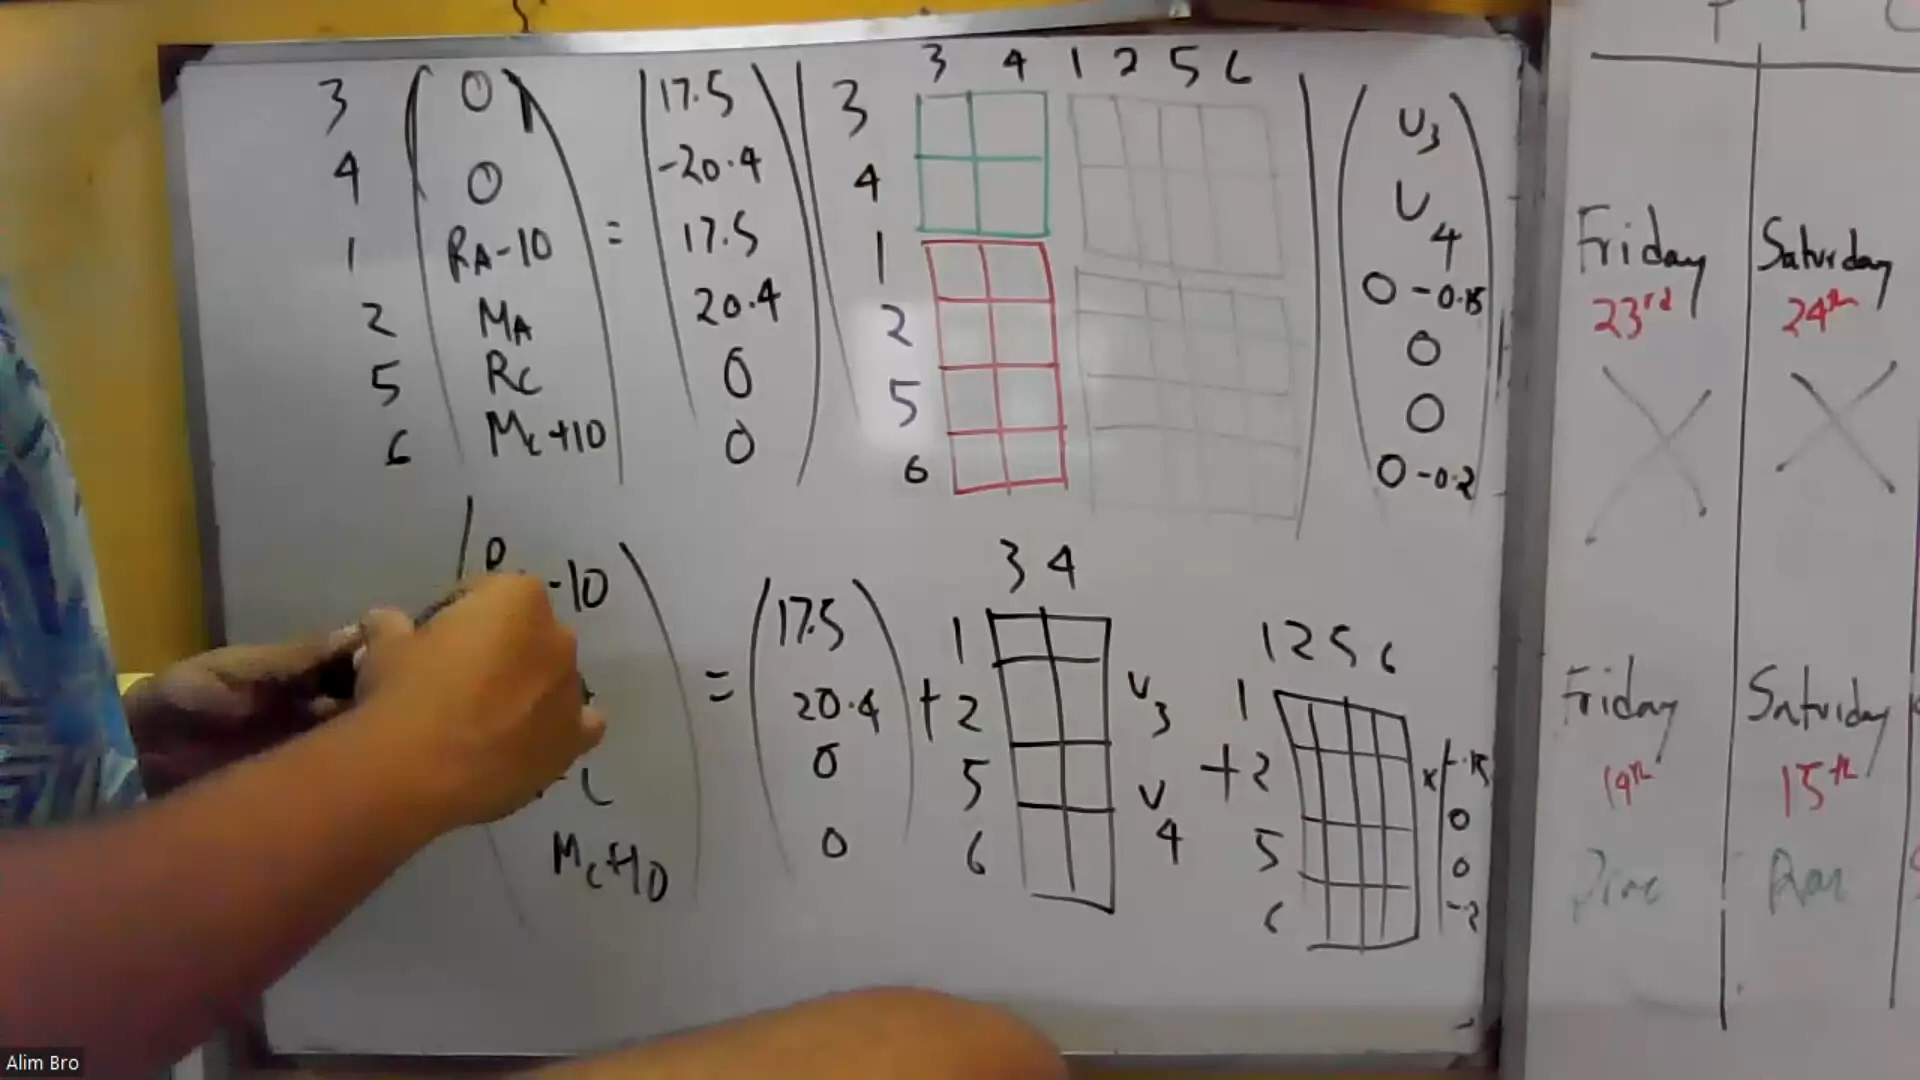 3 4 1 2 5 6
3 0 17.5 3 U3
4 0 -20.4 4 U4
1 RA-10 = 17.5 1 0 -0.15
2 MA 20.4 2 0
5 RC 0 5 0
6 MC+10 0 6 0 -0.2
3 4
-10 17.5 1 1 2 5 6
= 20.4 + 2 U3 1
0 5 U4 + 2 x -.15
0 6 5 0
MC+10 6 0
-.2
Friday Saturday
23rd 24th
Friday Saturday
19th 15th
Alim Bro